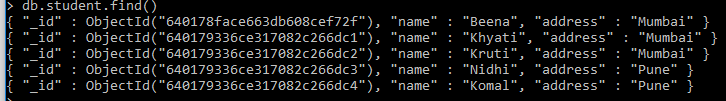 > db.student.find()
{ "_id" : ObjectId("640178face663db608cef72f"), "name" : "Beena", "address" : "Mumbai" }
{ "_id" : ObjectId("640179336ce317082c266dc1"), "name" : "Khyati", "address" : "Mumbai" }
{ "_id" : ObjectId("640179336ce317082c266dc2"), "name" : "Kruti", "address" : "Mumbai" }
{ "_id" : ObjectId("640179336ce317082c266dc3"), "name" : "Nidhi", "address" : "Pune" }
{ "_id" : ObjectId("640179336ce317082c266dc4"), "name" : "Komal", "address" : "Pune" }